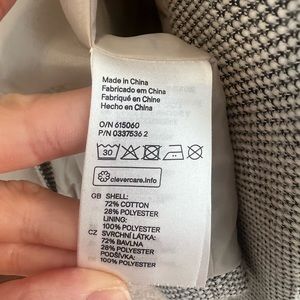 Made in China
Fabricado em China
Fabriqué en Chine
Hecho en China
O/N 615060
P/N 0337536 2
30
clevercare.info
GB SHELL:
72% COTTON
28% POLYESTER
LINING:
100% POLYESTER
CZ SVRCHNÍ LÁTKA:
72% BAVLNA
28% POLYESTER
PODŠÍVKA:
100% POLYESTER